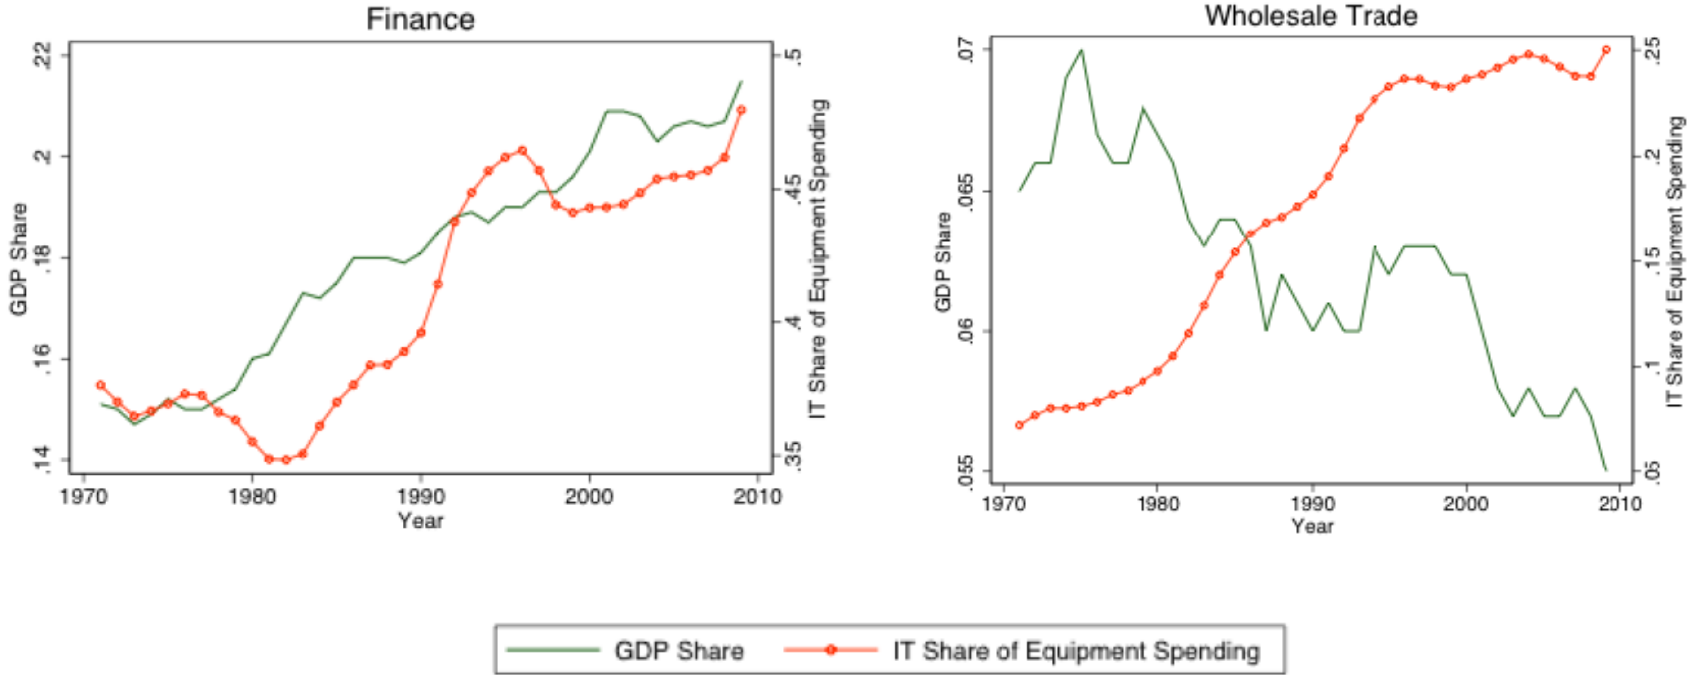 Finance
GDP Share
.14 .16 .18 .2 .22
IT Share of Equipment Spending
.35 .4 .45 .5
1970 1980 1990 2000 2010
Year
Wholesale Trade
GDP Share
.055 .06 .065 .07
IT Share of Equipment Spending
.05 .1 .15 .2 .25
1970 1980 1990 2000 2010
Year
GDP Share
IT Share of Equipment Spending